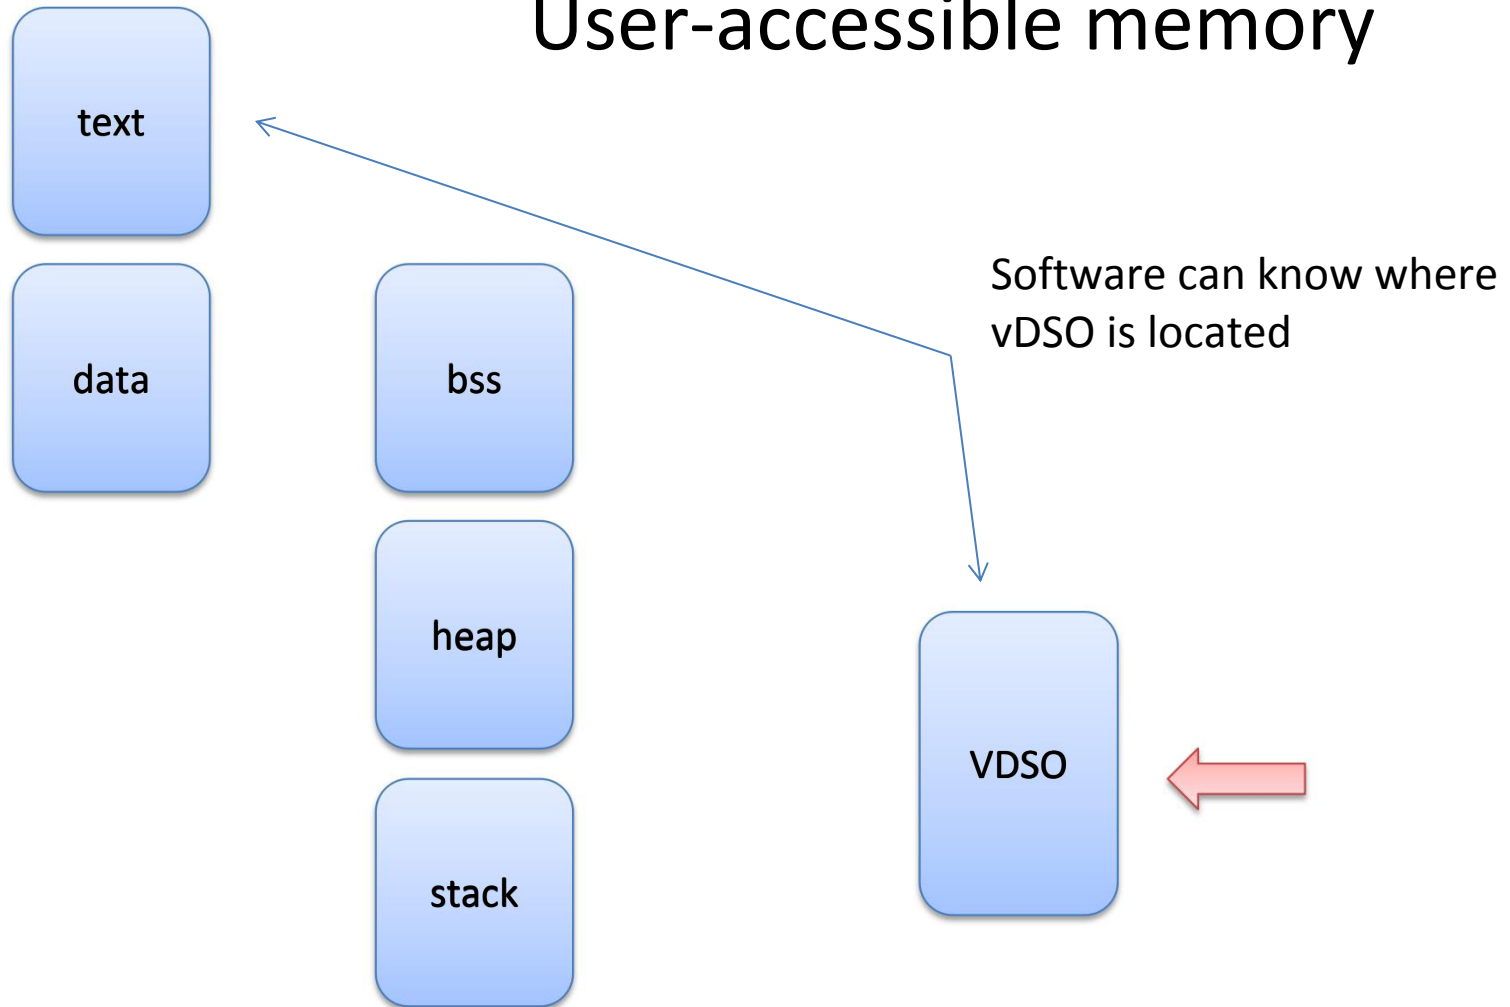 User-accessible memory
text
Software can know where
vDSO is located
data
bss
heap
VDSO
stack